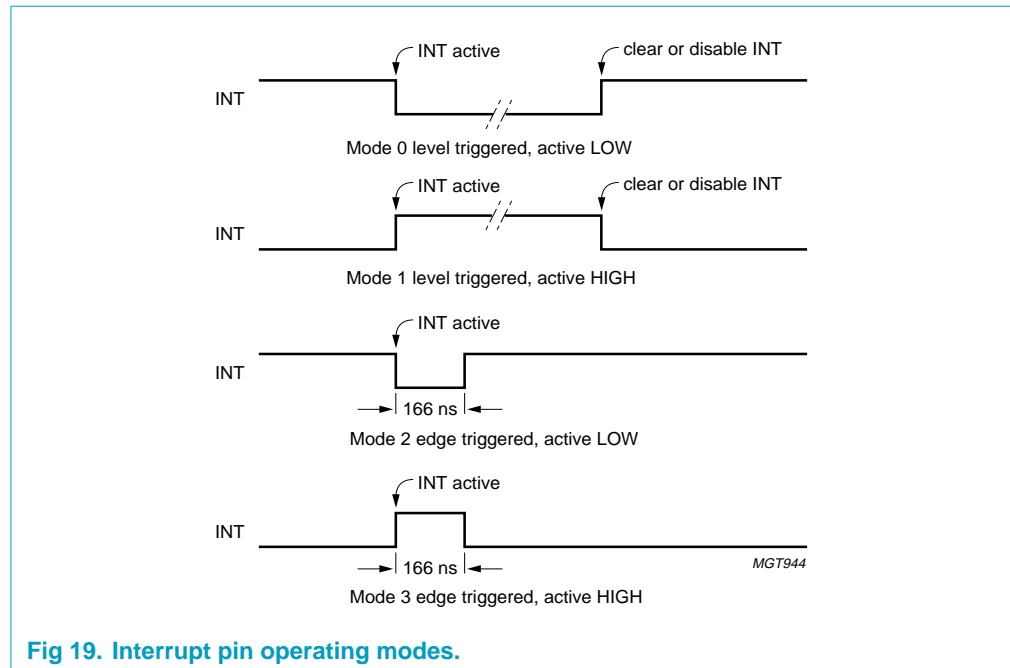 INT active
clear or disable INT
INT
Mode 0 level triggered, active LOW
INT active
clear or disable INT
INT
Mode 1 level triggered, active HIGH
INT active
INT
166 ns
Mode 2 edge triggered, active LOW
INT active
INT
166 ns
MGT944
Mode 3 edge triggered, active HIGH
Fig 19. Interrupt pin operating modes.